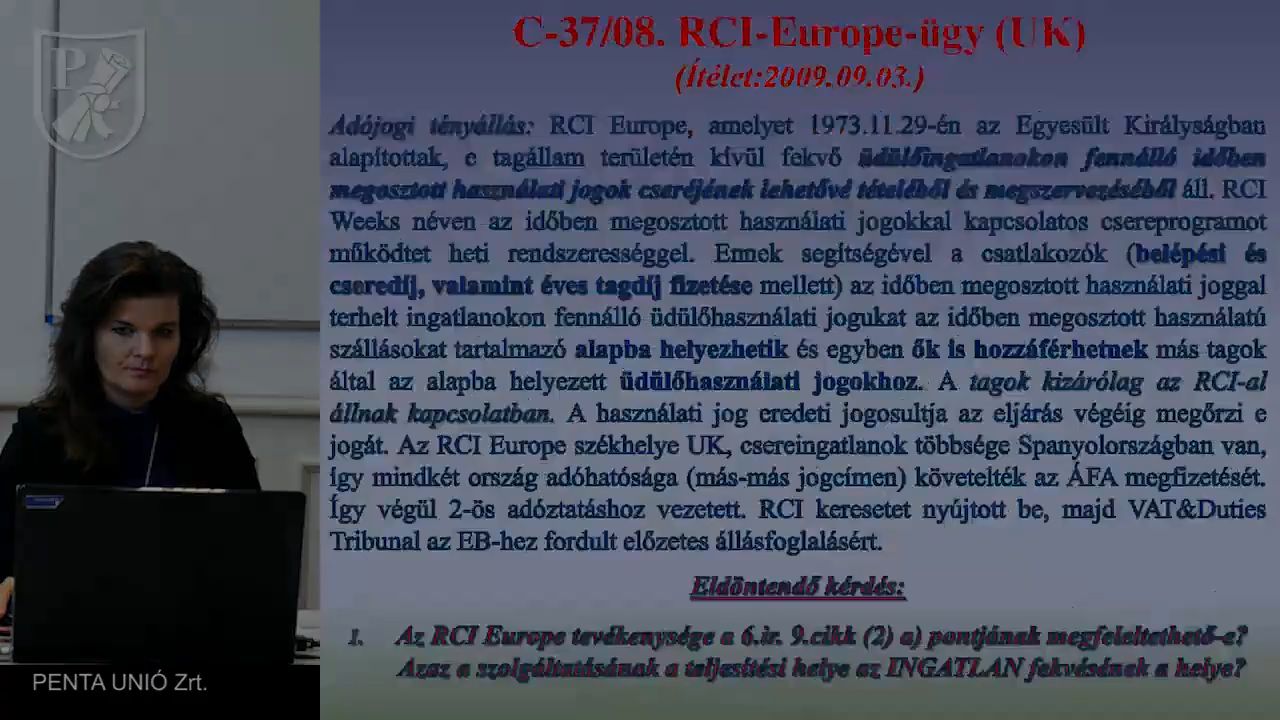 P
C-37/08. RCI-Europe-ügy (UK)
(Ítélet:2009.09.03.)
Adójogi tényállás: RCI Europe, amelyet 1973.11.29-én az Egyesült Királyságban
alapítottak, e tagállam területén kívül fekvő üdülőingatlanokon fennálló időben
megosztott használati jogok cseréjének lehetővé tételéből és megszervezéséből áll. RCI
Weeks néven az időben megosztott használati jogokkal kapcsolatos csereprogramot
működtet heti rendszerességgel. Ennek segítségével a csatlakozók (belépési és
cseredíj, valamint éves tagdíj fizetése mellett) az időben megosztott használati joggal
terhelt ingatlanokon fennálló üdülőhasználati jogukat az időben megosztott használatú
szállásokat tartalmazó alapba helyezhetik és egyben ők is hozzáférhetnek más tagok
által az alapba helyezett üdülőhasználati jogokhoz. A tagok kizárólag az RCI-al
állnak kapcsolatban. A használati jog eredeti jogosultja az eljárás végéig megőrzi e
jogát. Az RCI Europe székhelye UK, csereingatlanok többsége Spanyolországban van,
így mindkét ország adóhatósága (más-más jogcímen) követelték az ÁFA megfizetését.
Így végül 2-ös adóztatáshoz vezetett. RCI keresetet nyújtott be, majd VAT&Duties
Tribunal az EB-hez fordult előzetes állásfoglalásért.
Eldöntendő kérdés:
1. Az RCI Europe tevékenysége a 6.ir. 9.cikk (2) a) pontjának megfeleltethető-e?
Azaz a szolgáltatásának a teljesítési helye az INGATLAN fekvésének a helye?
PENTA UNIÓ Zrt.